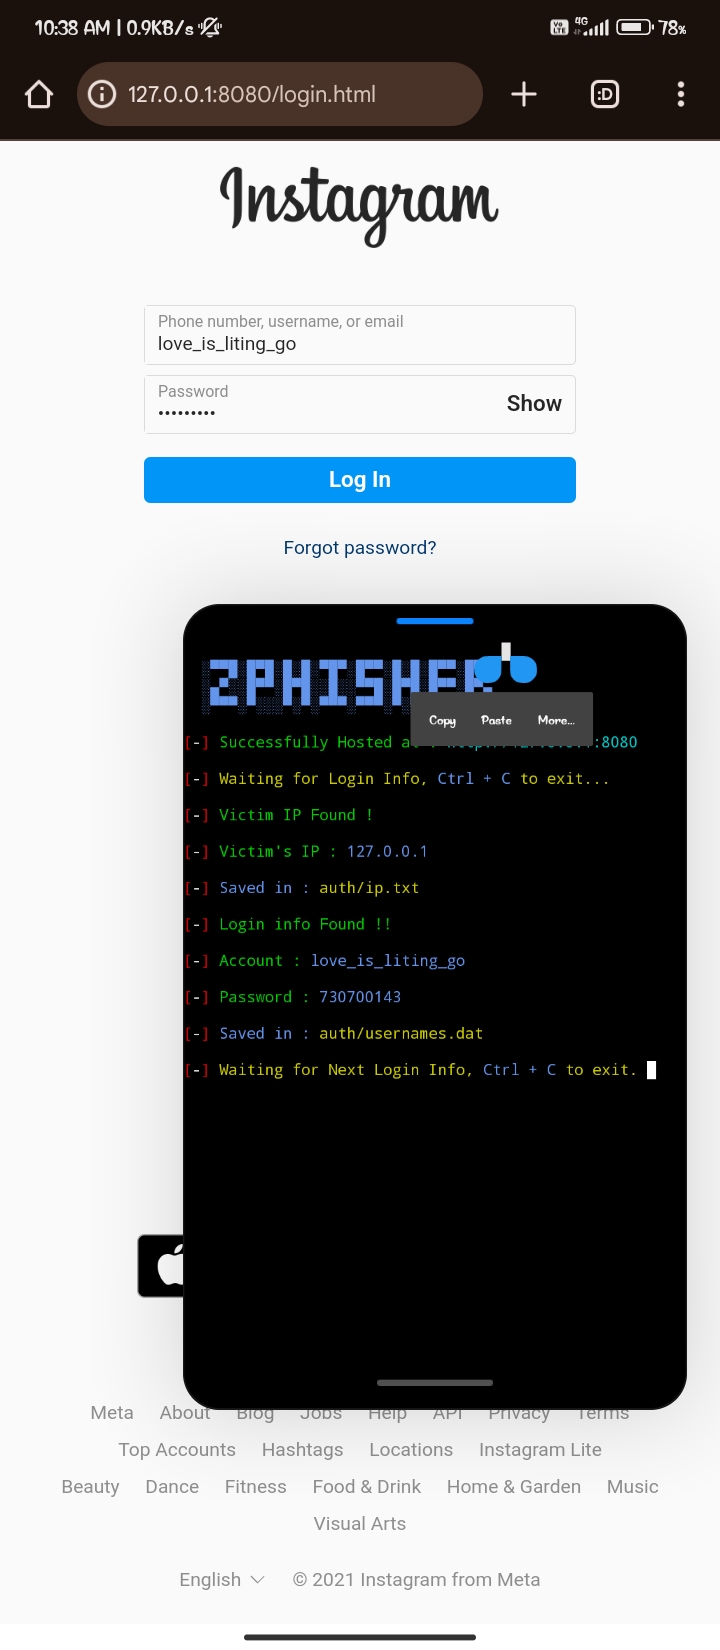 10:38 AM | 0.9KB/s
Vo LTE 4G 78%
127.0.0.1:8080/login.html
:D
Instagram
Phone number, username, or email
love_is_liting_go
Password
•••••••••
Show
Log In
Forgot password?
ZPHISHER
Copy Paste More...
[-] Successfully Hosted at : :8080
[-] Waiting for Login Info, Ctrl + C to exit...
[-] Victim IP Found !
[-] Victim's IP : 127.0.0.1
[-] Saved in : auth/ip.txt
[-] Login info Found !!
[-] Account : love_is_liting_go
[-] Password : 730700143
[-] Saved in : auth/usernames.dat
[-] Waiting for Next Login Info, Ctrl + C to exit.
Meta About Blog Jobs Help API Privacy Terms
Top Accounts Hashtags Locations Instagram Lite
Beauty Dance Fitness Food & Drink Home & Garden Music
Visual Arts
English © 2021 Instagram from Meta